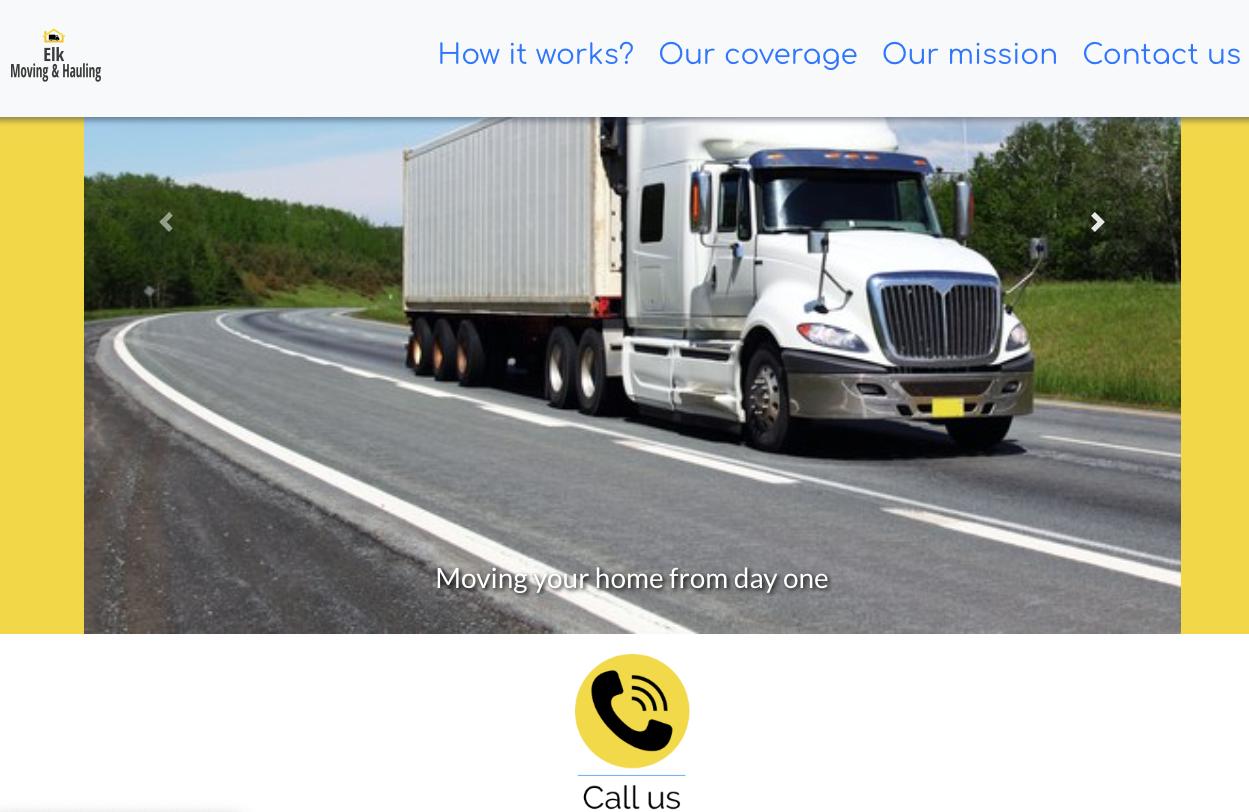 Elk
Moving & Hauling
How it works? Our coverage Our mission Contact us
Moving your home from day one
Call us